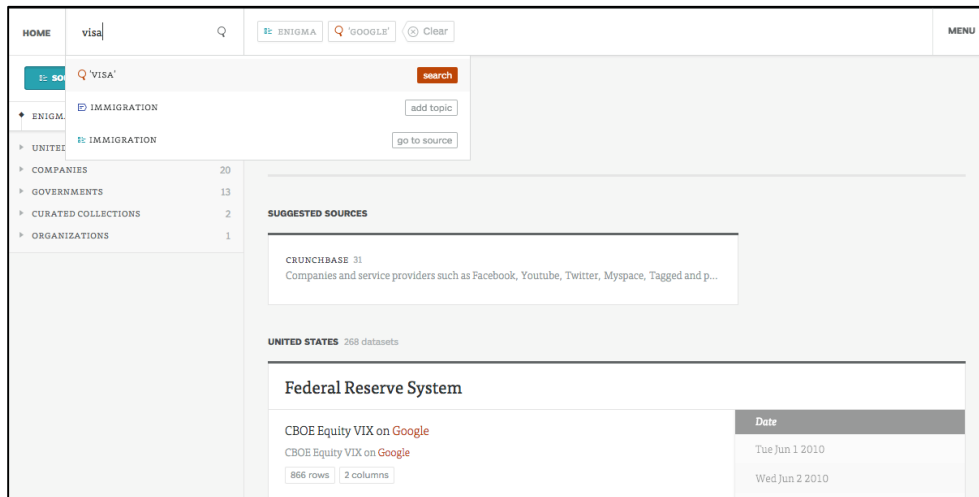 HOME
visa
ENIGMA
'GOOGLE'
Clear
MENU
'VISA'
search
IMMIGRATION
add topic
IMMIGRATION
go to source
COMPANIES 20
GOVERNMENTS 13
CURATED COLLECTIONS 2
ORGANIZATIONS 1
SUGGESTED SOURCES
CRUNCHBASE 31
Companies and service providers such as Facebook, Youtube, Twitter, Myspace, Tagged and p...
UNITED STATES 268 datasets
Federal Reserve System
CBOE Equity VIX on Google
CBOE Equity VIX on Google
866 rows
2 columns
Date
Tue Jun 1 2010
Wed Jun 2 2010